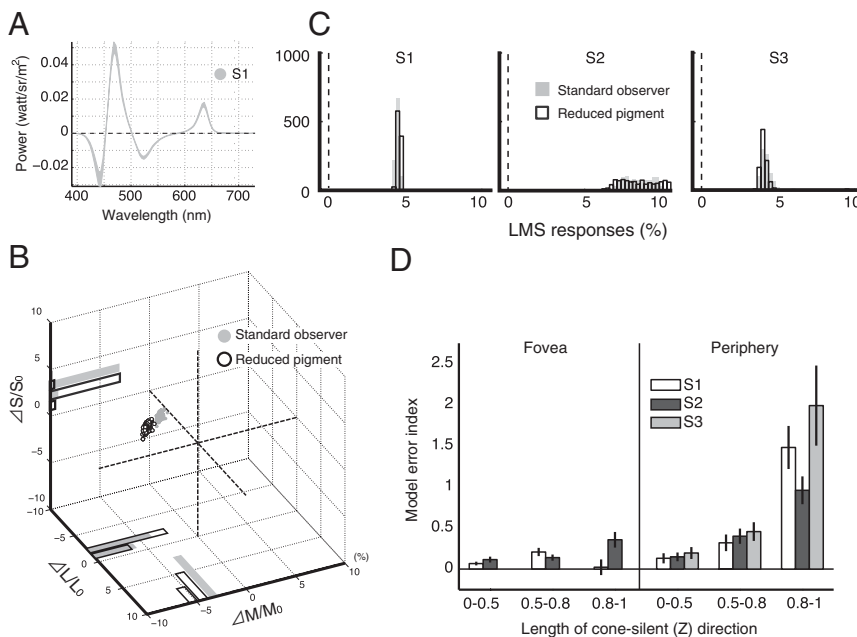 A
Power (watt/sr/m²)
0.04
0.02
0
−0.02
S1
400 500 600 700
Wavelength (nm)
C
S1 S2 S3
1000
500
0
Standard observer
Reduced pigment
0 5 10 0 5 10 0 5 10
LMS responses (%)
B
Standard observer
Reduced pigment
ΔS/S₀
10
5
0
−5
−10
ΔL/L₀
−10
−5
0
5
10
ΔM/M₀
−10
−5
0
5
10
(%)
D
Fovea Periphery
Model error index
2.5
2
1.5
1
0.5
0
S1
S2
S3
0-0.5 0.5-0.8 0.8-1 0-0.5 0.5-0.8 0.8-1
Length of cone-silent (Z) direction